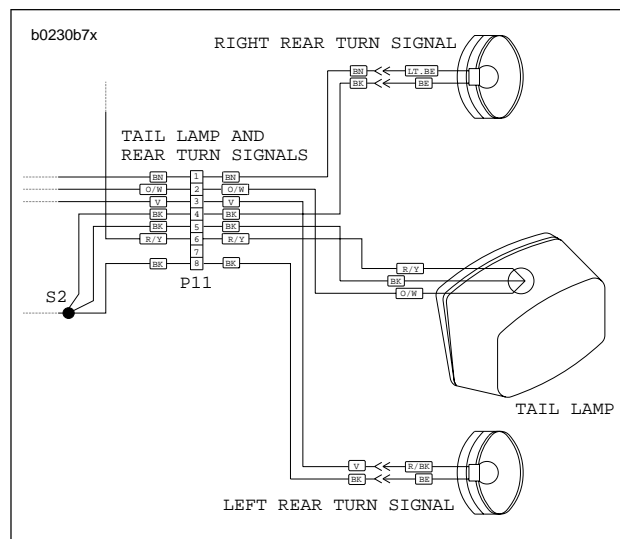 b0230b7x
RIGHT REAR TURN SIGNAL
BN LT.BE
BK BE
TAIL LAMP AND
REAR TURN SIGNALS
BN 1 BN
O/W 2 O/W
V 3 V
BK 4 BK
BK 5 BK
R/Y 6 R/Y
7
BK 8 BK
P11
S2
R/Y
BK
O/W
TAIL LAMP
V R/BK
BK BE
LEFT REAR TURN SIGNAL